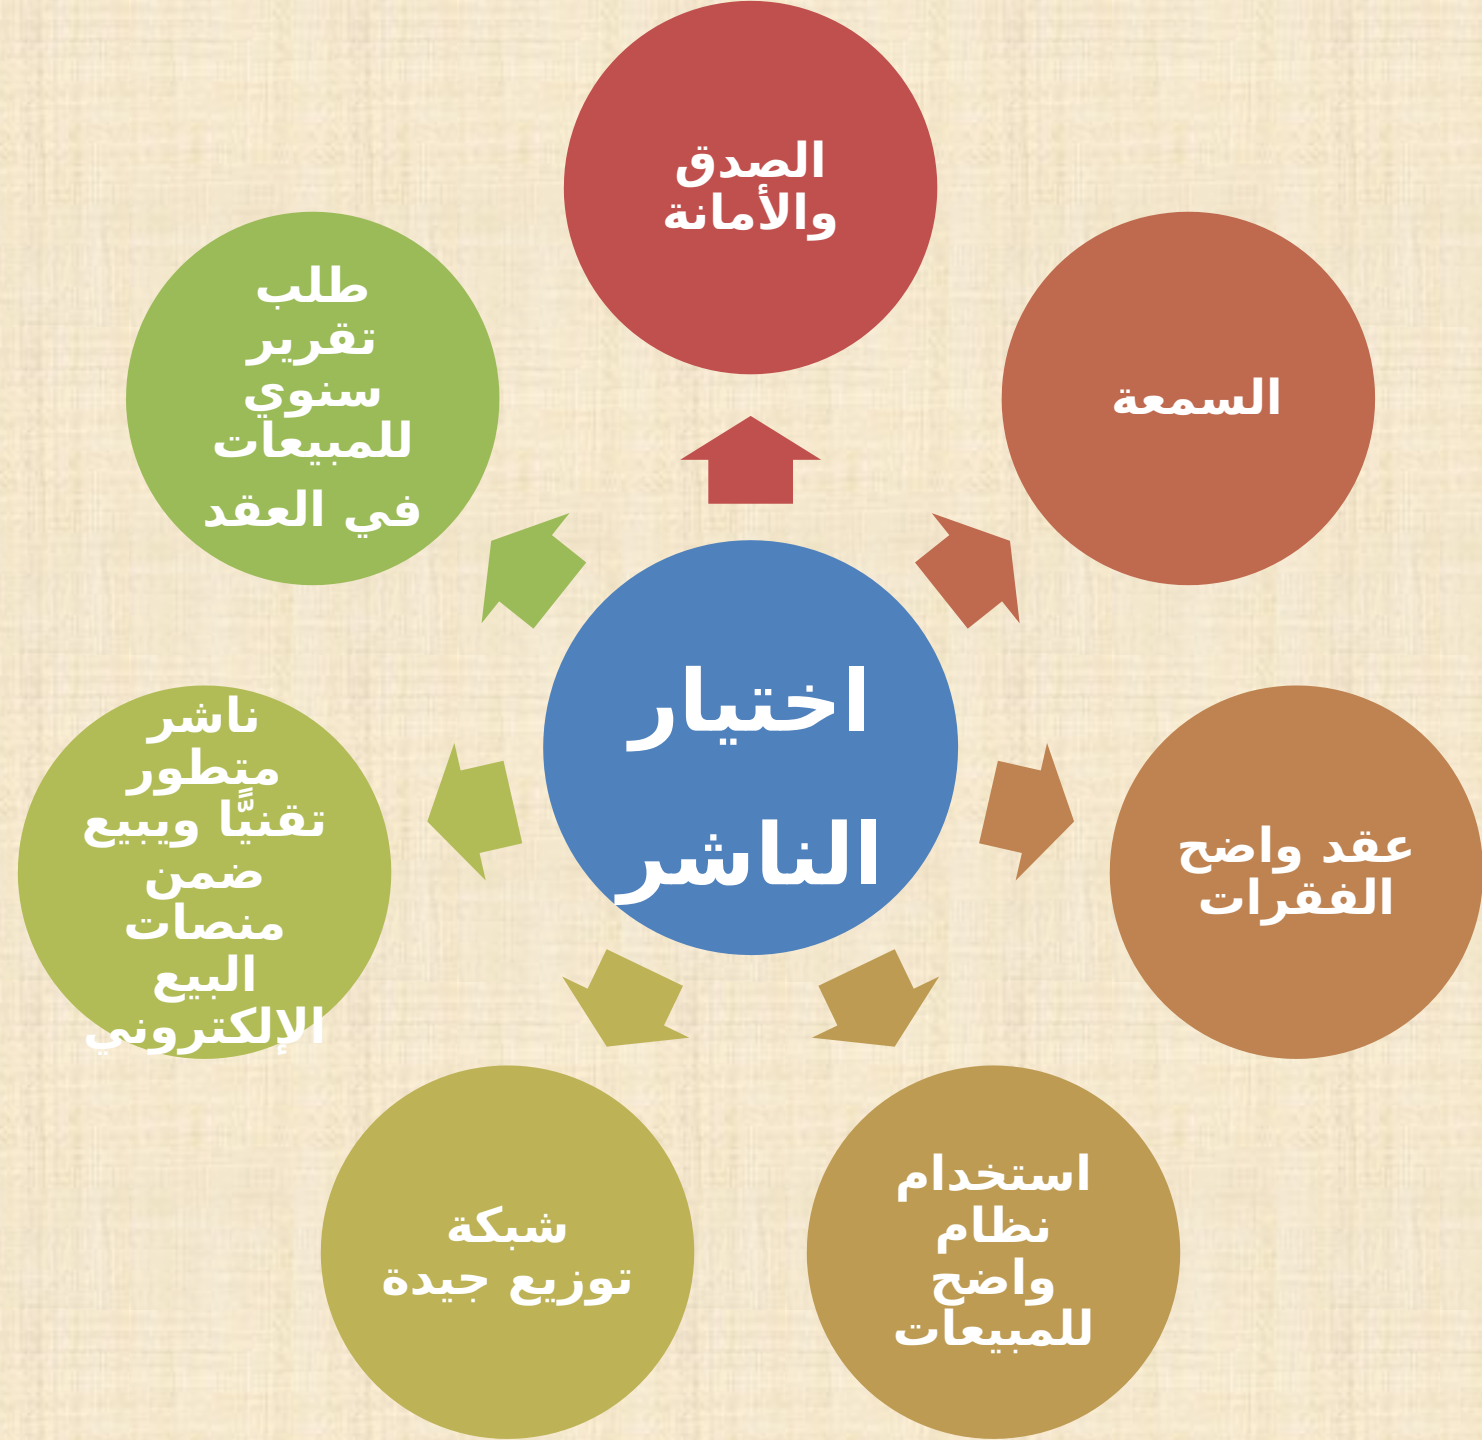 الصدق
والأمانة
السمعة
عقد واضح
الفقرات
استخدام
نظام
واضح
للمبيعات
شبكة
توزيع جيدة
ناشر
متطور
تقنيًّا ويبيع
ضمن
منصات
البيع
الإلكتروني
طلب
تقرير
سنوي
للمبيعات
في العقد
اختيار
الناشر